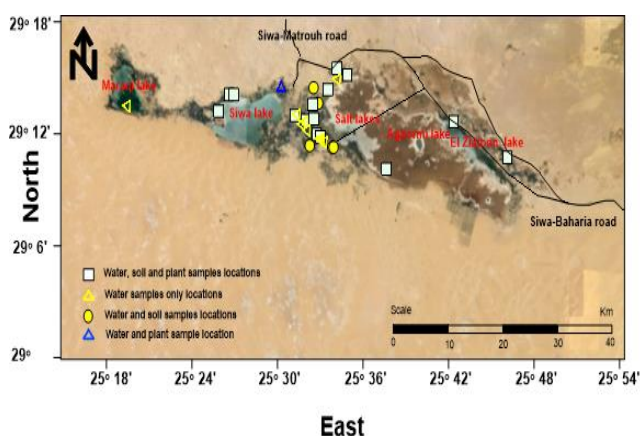 29° 18'
Siwa-Matrouh road
N
Maraqi lake
Siwa lake
Salt lakes
Aghormi lake
El Zietoun lake
29° 12'
North
29° 6'
Siwa-Baharia road
Water, soil and plant samples locations
Water samples only locations
Water and soil samples locations
Water and plant sample location
Scale
Km
0 10 20 30 40
29°
25° 18' 25° 24' 25° 30' 25° 36' 25° 42' 25° 48' 25° 54'
East